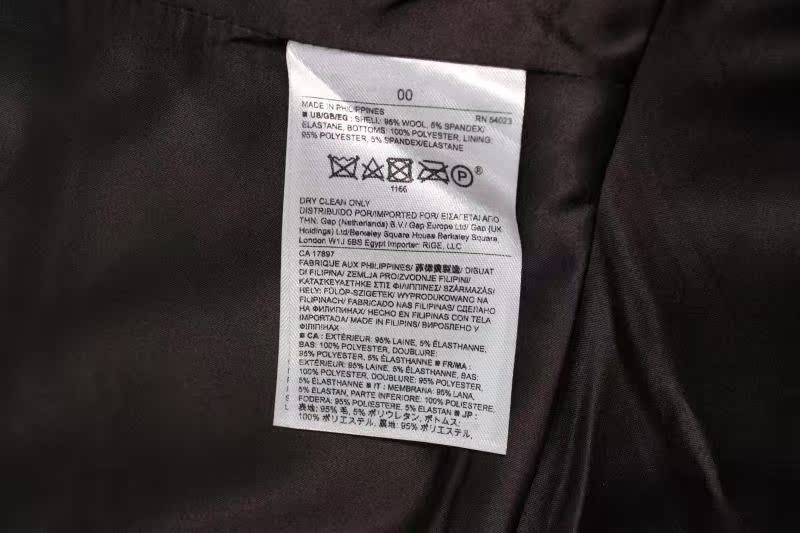 00
MADE IN PHILIPPINES RN 54023
■ US/GB/EG : SHELL: 95% WOOL, 5% SPANDEX/
ELASTANE, BOTTOMS: 100% POLYESTER, LINING:
95% POLYESTER, 5% SPANDEX/ELASTANE
P ®
1166
DRY CLEAN ONLY
DISTRIBUIDO POR/IMPORTED FOR/ ΕΙΣΑΓΕΤΑΙ ΑΠΟ
ΤΗΝ: Gap (Netherlands) B.V./ Gap Europe Ltd/ Gap (UK
Holdings) Ltd/Berkeley Square House Berkeley Square,
London W1J 6BS Egypt Importer: RIGE, LLC
CA 17897
FABRIQUE AUX PHILIPPINES/ 菲律賓製造/ DIBUAT
DI FILIPINA/ ZEMLJA PROIZVODNJE FILIPINI/
ΚΑΤΑΣΚΕΥΑΣΤΗΚΕ ΣΤΙΣ ΦΙΛΙΠΠΙΝΕΣ/ SZÁRMAZÁSI
HELY: FÜLÖP-SZIGETEK/ WYPRODUKOWANO NA
FILIPINACH/ FABRICADO NAS FILIPINAS/ СДЕЛАНО
НА ФИЛИППИНАХ/ HECHO EN FILIPINAS CON TELA
IMPORTADA/ MADE IN FILIPINS/ ВИРОБЛЕНО У
ФІЛІПІНАХ
■ CA : EXTÉRIEUR: 95% LAINE, 5% ÉLASTHANNE,
BAS: 100% POLYESTER, DOUBLURE:
95% POLYESTER, 5% ÉLASTHANNE ■ FR/MA :
EXTÉRIEUR: 95% LAINE, 5% ÉLASTHANNE, BAS:
100% POLYESTER, DOUBLURE: 95% POLYESTER,
5% ÉLASTHANNE ■ IT : MEMBRANA: 95% LANA,
5% ELASTAN, PARTE INFERIORE: 100% POLIESTERE,
FODERA: 95% POLIESTERE, 5% ELASTAN ■ JP :
表地: 95% 毛, 5% ポリウレタン, ボトムス:
100% ポリエステル, 裏地: 95% ポリエステル,